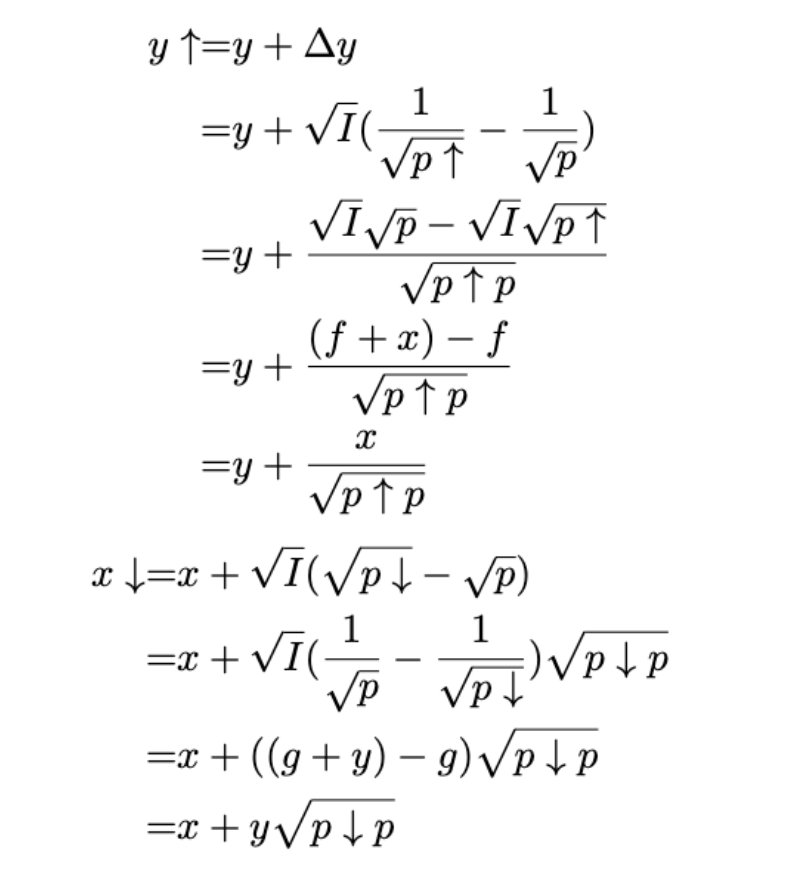 y ↑=y + Δy
=y + √I(1/√(p ↑) − 1/√p)
=y + (√I√p − √I√(p ↑))/√(p ↑ p)
=y + ((f + x) − f)/√(p ↑ p)
=y + x/√(p ↑ p)
x ↓=x + √I(√(p ↓) − √p)
=x + √I(1/√p − 1/√(p ↓))√(p ↓ p)
=x + ((g + y) − g)√(p ↓ p)
=x + y√(p ↓ p)